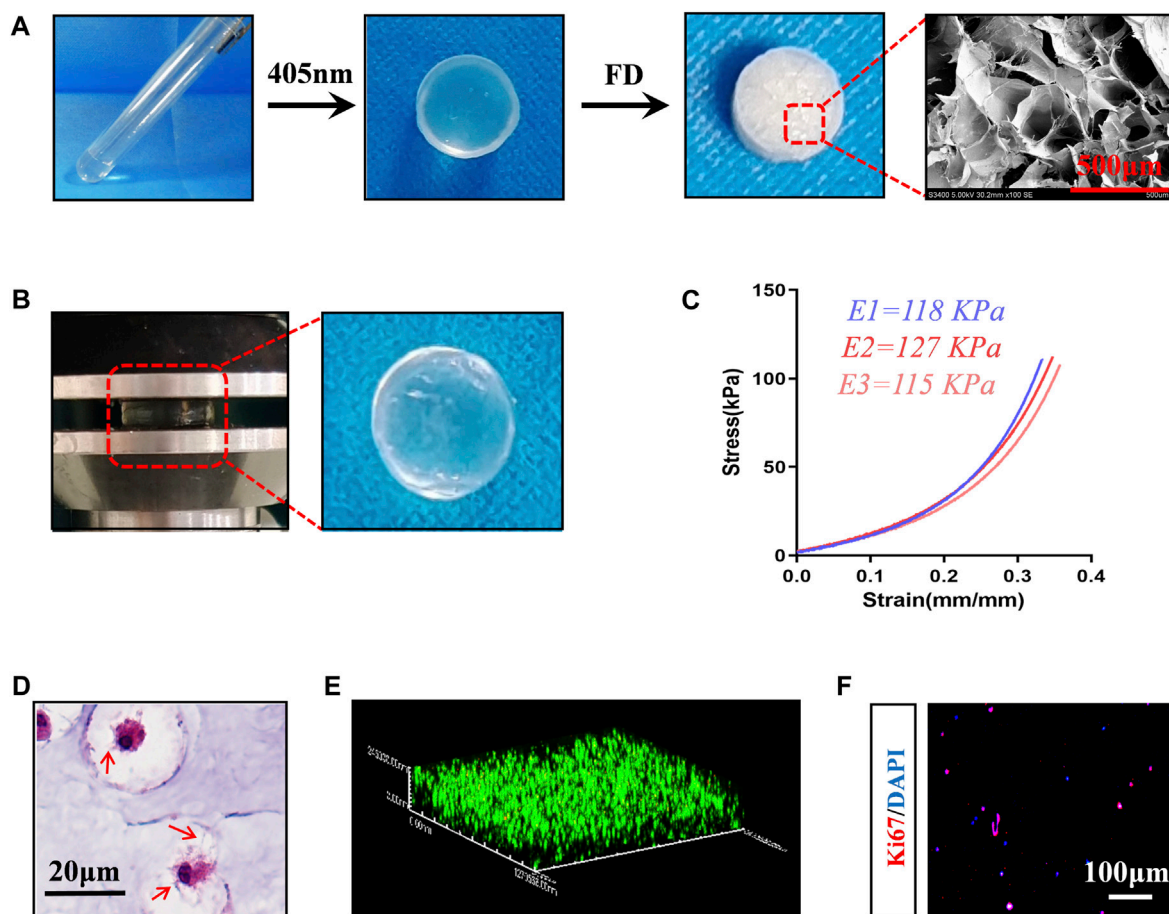 A
405nm
FD
500μm
S3400 5.00kV 30.2mm x100 SE
500um
B
C
150
100
50
0
Stress(kPa)
E1=118 KPa
E2=127 KPa
E3=115 KPa
0.0 0.1 0.2 0.3 0.4
Strain(mm/mm)
D
20μm
E
0.00nm
F
Ki67/DAPI
100μm